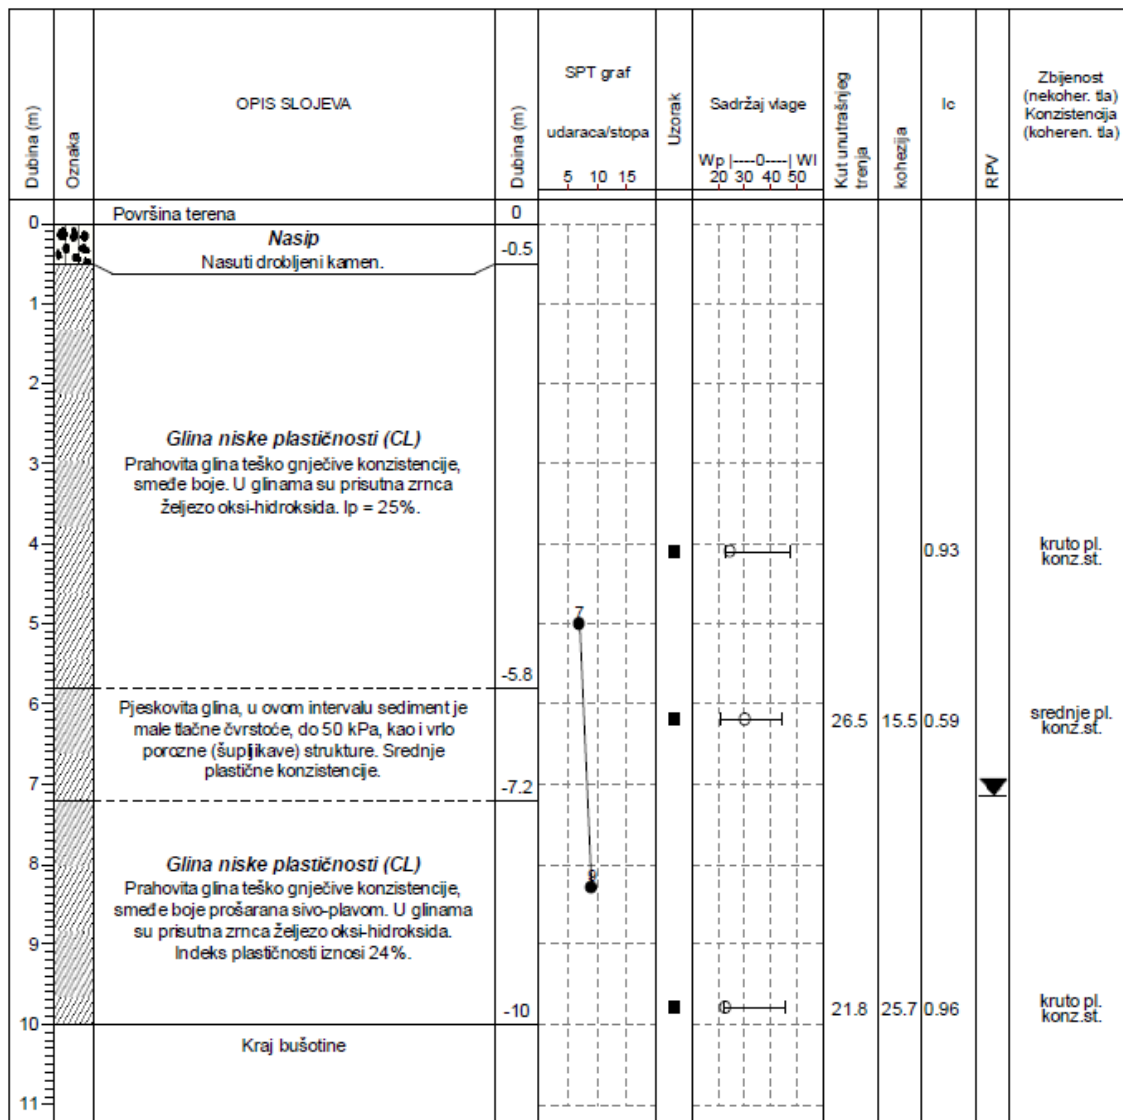 Dubina (m)
Oznaka
OPIS SLOJEVA
Dubina (m)
SPT graf
udaraca/stopa
5 10 15
Uzorak
Sadržaj vlage
Wp |----0----| Wl
20 30 40 50
Kut unutrašnjeg
trenja
kohezija
Ic
RPV
Zbijenost
(nekoher. tla)
Konzistencija
(koheren. tla)
Površina terena
0
0
Nasip
-0.5
Nasuti drobljeni kamen.
1
2
Glina niske plastičnosti (CL)
3
Prahovita glina teško gnječive konzistencije,
smeđe boje. U glinama su prisutna zrnca
željezo oksi-hidroksida. Ip = 25%.
4
0.93
kruto pl.
konz.st.
7
5
-5.8
6
Pjeskovita glina, u ovom intervalu sediment je
male tlačne čvrstoće, do 50 kPa, kao i vrlo
porozne (šupljikave) strukture. Srednje
plastične konzistencije.
26.5
15.5
0.59
srednje pl.
konz.st.
7
-7.2
8
Glina niske plastičnosti (CL)
9
Prahovita glina teško gnječive konzistencije,
smeđe boje prošarana sivo-plavom. U glinama
su prisutna zrnca željezo oksi-hidroksida.
Indeks plastičnosti iznosi 24%.
9
-10
21.8
25.7
0.96
kruto pl.
konz.st.
10
Kraj bušotine
11